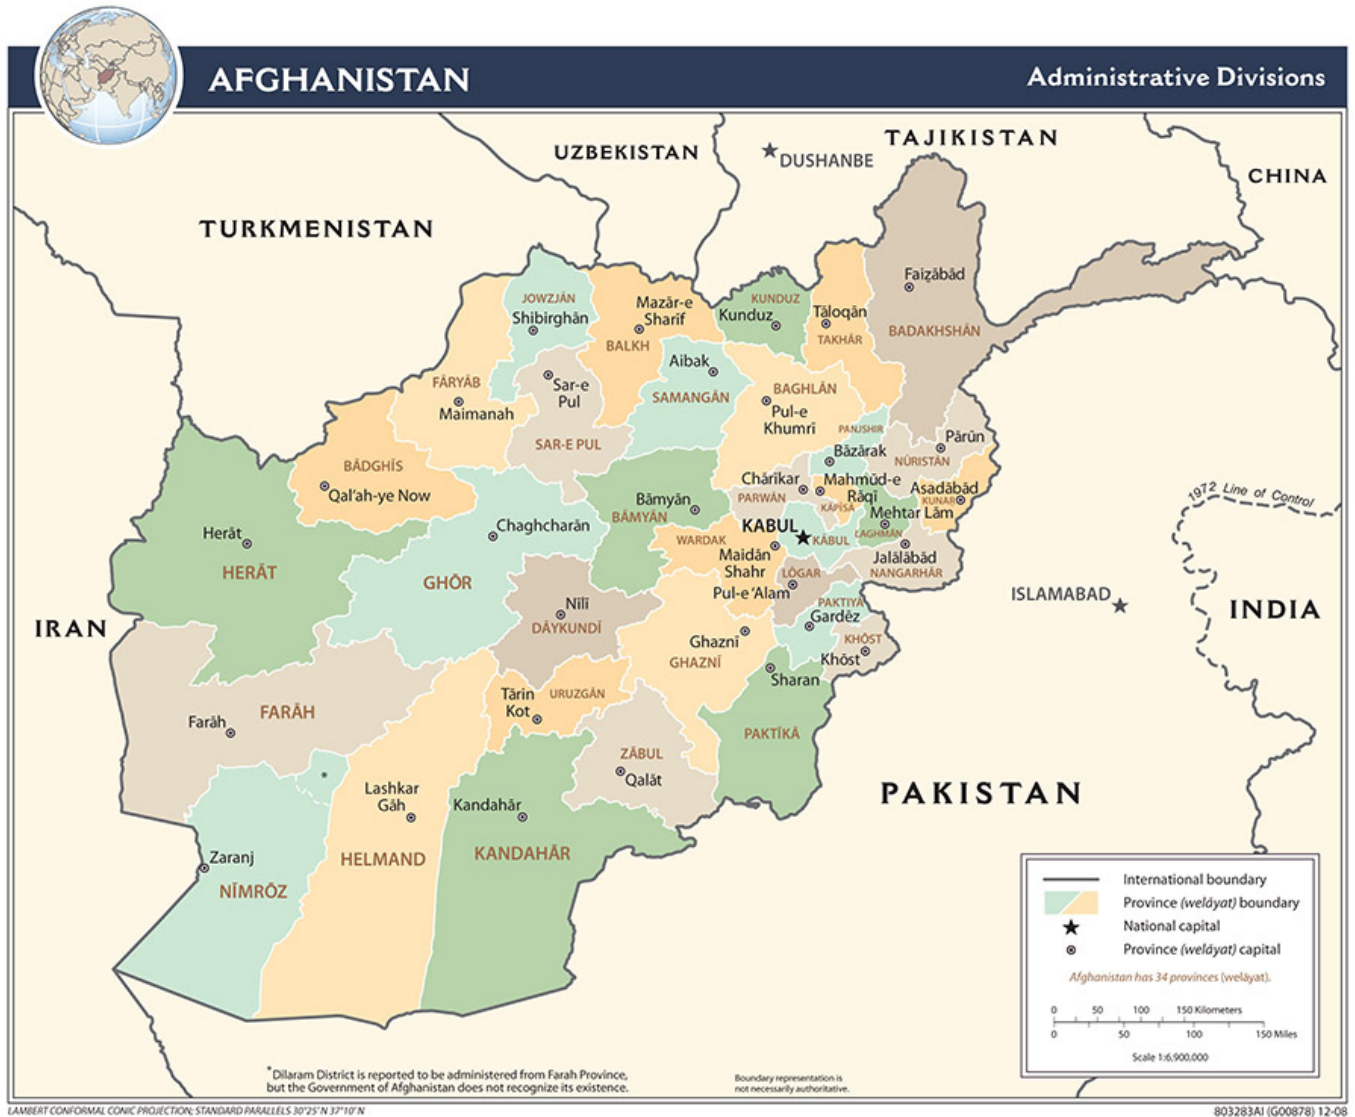 AFGHANISTAN
Administrative Divisions
UZBEKISTAN
DUSHANBE
TAJIKISTAN
CHINA
TURKMENISTAN
Faiẕābād
BADAKHSHĀN
JOWZJĀN
Shibirghān
Mazār-e
Sharīf
BALKH
KUNDUZ
Kunduz
Tāloqān
TAKHĀR
Aibak
SAMANGĀN
FĀRYĀB
Maimanah
Sar-e
Pul
SAR-E PUL
BAGHLĀN
Pul-e
Khumrī
PANJSHIR
Bāzārak
Pārūn
NŪRISTĀN
BĀDGHĪS
Qal'ah-ye Now
Chārīkar
PARWĀN
Mahmūd-e
Rāqī
KĀPĪSĀ
Asadābād
KUNAR
Mehtar Lām
LAGHMĀN
1972 Line of Control
Bāmyān
BĀMYĀN
Herāt
HERĀT
Chaghcharān
GHŌR
KABUL
KĀBUL
WARDAK
Maidān
Shahr
Jalālābād
NANGARHĀR
LŌGAR
Pul-e 'Alam
PAKTIYĀ
Gardēz
Nīlī
DĀYKUNDĪ
Ghaznī
GHAZNĪ
KHŌST
Khōst
ISLAMABAD
INDIA
IRAN
Sharan
Tārin
Kot
URUZGĀN
Farāh
FARĀH
PAKTĪKĀ
ZĀBUL
Qalāt
*
Lashkar
Gāh
HELMAND
Kandahār
KANDAHĀR
PAKISTAN
Zaranj
NĪMRŌZ
International boundary
Province (welāyat) boundary
National capital
Province (welāyat) capital
Afghanistan has 34 provinces (welāyat).
0 50 100 150 Kilometers
0 50 100 150 Miles
Scale 1:6,900,000
*Dilaram District is reported to be administered from Farah Province,
but the Government of Afghanistan does not recognize its existence.
Boundary representation is
not necessarily authoritative.
LAMBERT CONFORMAL CONIC PROJECTION; STANDARD PARALLELS 30°25' N 37°10' N
803283AI (G00878) 12-08